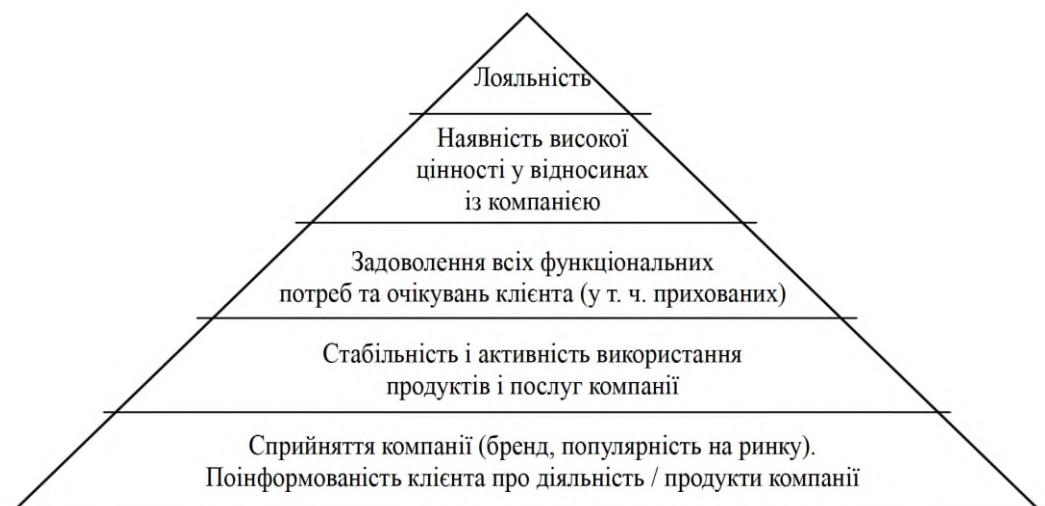 Лояльність
Наявність високої
цінності у відносинах
із компанією
Задоволення всіх функціональних
потреб та очікувань клієнта (у т. ч. прихованих)
Стабільність і активність використання
продуктів і послуг компанії
Сприйняття компанії (бренд, популярність на ринку).
Поінформованість клієнта про діяльність / продукти компанії